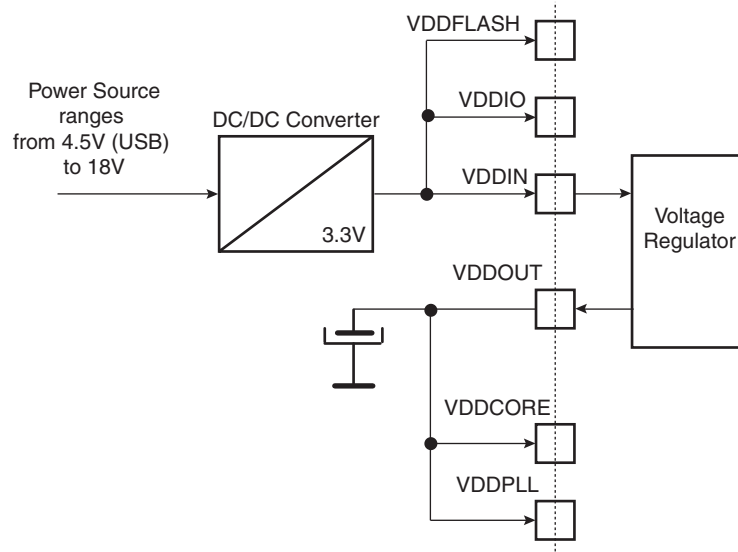 VDDFLASH
Power Source
ranges
from 4.5V (USB)
to 18V
DC/DC Converter
VDDIO
VDDIN
3.3V
Voltage
Regulator
VDDOUT
VDDCORE
VDDPLL